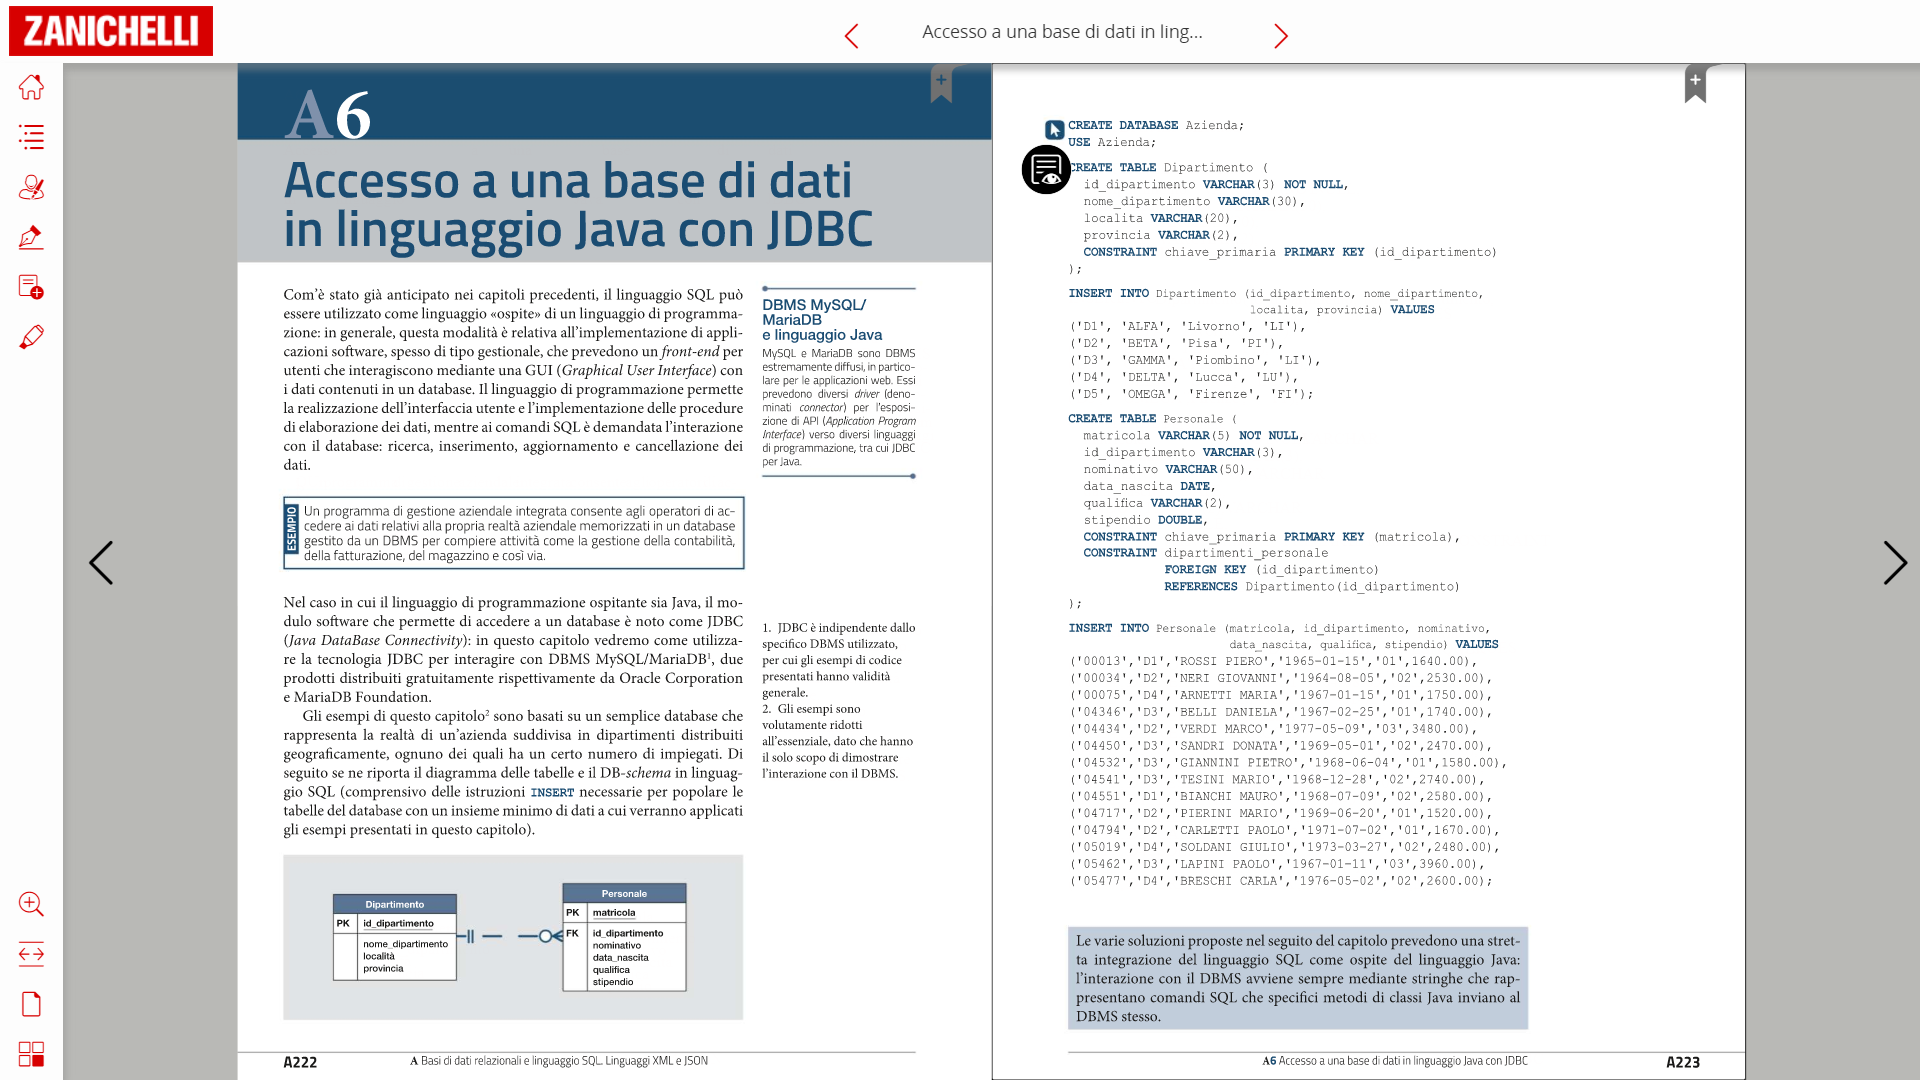 ZANICHELLI
Accesso a una base di dati in ling...
A6
Accesso a una base di dati
in linguaggio Java con JDBC
Com'è stato già anticipato nei capitoli precedenti, il linguaggio SQL può
essere utilizzato come linguaggio «ospite» di un linguaggio di programma-
zione: in generale, questa modalità è relativa all'implementazione di appli-
cazioni software, spesso di tipo gestionale, che prevedono un front-end per
utenti che interagiscono mediante una GUI (Graphical User Interface) con
i dati contenuti in un database. Il linguaggio di programmazione permette
la realizzazione dell'interfaccia utente e l'implementazione delle procedure
di elaborazione dei dati, mentre ai comandi SQL è demandata l'interazione
con il database: ricerca, inserimento, aggiornamento e cancellazione dei
dati.
ESEMPIO
Un programma di gestione aziendale integrata consente agli operatori di ac-
cedere ai dati relativi alla propria realtà aziendale memorizzati in un database
gestito da un DBMS per compiere attività come la gestione della contabilità,
della fatturazione, del magazzino e così via.
Nel caso in cui il linguaggio di programmazione ospitante sia Java, il mo-
dulo software che permette di accedere a un database è noto come JDBC
(Java DataBase Connectivity): in questo capitolo vedremo come utilizza-
re la tecnologia JDBC per interagire con DBMS MySQL/MariaDB¹, due
prodotti distribuiti gratuitamente rispettivamente da Oracle Corporation
e MariaDB Foundation.
Gli esempi di questo capitolo² sono basati su un semplice database che
rappresenta la realtà di un'azienda suddivisa in dipartimenti distribuiti
geograficamente, ognuno dei quali ha un certo numero di impiegati. Di
seguito se ne riporta il diagramma delle tabelle e il DB-schema in linguag-
gio SQL (comprensivo delle istruzioni INSERT necessarie per popolare le
tabelle del database con un insieme minimo di dati a cui verranno applicati
gli esempi presentati in questo capitolo).
DBMS MySQL/
MariaDB
e linguaggio Java
MySQL e MariaDB sono DBMS
estremamente diffusi, in partico-
lare per le applicazioni web. Essi
prevedono diversi driver (deno-
minati connector) per l'esposi-
zione di API (Application Program
Interface) verso diversi linguaggi
di programmazione, tra cui JDBC
per Java.
1. JDBC è indipendente dallo
specifico DBMS utilizzato,
per cui gli esempi di codice
presentati hanno validità
generale.
2. Gli esempi sono
volutamente ridotti
all'essenziale, dato che hanno
il solo scopo di dimostrare
l'interazione con il DBMS.
Dipartimento
PK id_dipartimento
nome_dipartimento
località
provincia
Personale
PK matricola
FK id_dipartimento
nominativo
data_nascita
qualifica
stipendio
A222
A Basi di dati relazionali e linguaggio SQL. Linguaggi XML e JSON
CREATE DATABASE Azienda;
USE Azienda;
CREATE TABLE Dipartimento (
id_dipartimento VARCHAR(3) NOT NULL,
nome_dipartimento VARCHAR(30),
localita VARCHAR(20),
provincia VARCHAR(2),
CONSTRAINT chiave_primaria PRIMARY KEY (id_dipartimento)
);
INSERT INTO Dipartimento (id_dipartimento, nome_dipartimento,
localita, provincia) VALUES
('D1', 'ALFA', 'Livorno', 'LI'),
('D2', 'BETA', 'Pisa', 'PI'),
('D3', 'GAMMA', 'Piombino', 'LI'),
('D4', 'DELTA', 'Lucca', 'LU'),
('D5', 'OMEGA', 'Firenze', 'FI');
CREATE TABLE Personale (
matricola VARCHAR(5) NOT NULL,
id_dipartimento VARCHAR(3),
nominativo VARCHAR(50),
data_nascita DATE,
qualifica VARCHAR(2),
stipendio DOUBLE,
CONSTRAINT chiave_primaria PRIMARY KEY (matricola),
CONSTRAINT dipartimenti_personale
FOREIGN KEY (id_dipartimento)
REFERENCES Dipartimento(id_dipartimento)
);
INSERT INTO Personale (matricola, id_dipartimento, nominativo,
data_nascita, qualifica, stipendio) VALUES
('00013','D1','ROSSI PIERO','1965-01-15','01',1640.00),
('00034','D2','NERI GIOVANNI','1964-08-05','02',2530.00),
('00075','D4','ARNETTI MARIA','1967-01-15','01',1750.00),
('04346','D3','BELLI DANIELA','1967-02-25','01',1740.00),
('04434','D2','VERDI MARCO','1977-05-09','03',3480.00),
('04450','D3','SANDRI DONATA','1969-05-01','02',2470.00),
('04532','D3','GIANNINI PIETRO','1968-06-04','01',1580.00),
('04541','D3','TESINI MARIO','1968-12-28','02',2740.00),
('04551','D1','BIANCHI MAURO','1968-07-09','02',2580.00),
('04717','D2','PIERINI MARIO','1969-06-20','01',1520.00),
('04794','D2','CARLETTI PAOLO','1971-07-02','01',1670.00),
('05019','D4','SOLDANI GIULIO','1973-03-27','02',2480.00),
('05462','D3','LAPINI PAOLO','1967-01-11','03',3960.00),
('05477','D4','BRESCHI CARLA','1976-05-02','02',2600.00);
Le varie soluzioni proposte nel seguito del capitolo prevedono una stret-
ta integrazione del linguaggio SQL come ospite del linguaggio Java:
l'interazione con il DBMS avviene sempre mediante stringhe che rap-
presentano comandi SQL che specifici metodi di classi Java inviano al
DBMS stesso.
A6 Accesso a una base di dati in linguaggio Java con JDBC
A223